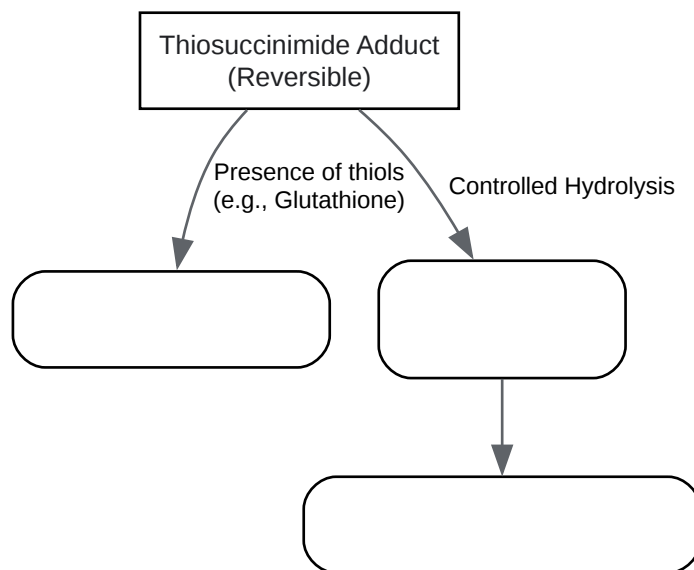 Thiosuccinimide Adduct
(Reversible)
Presence of thiols
(e.g., Glutathione)
Controlled Hydrolysis